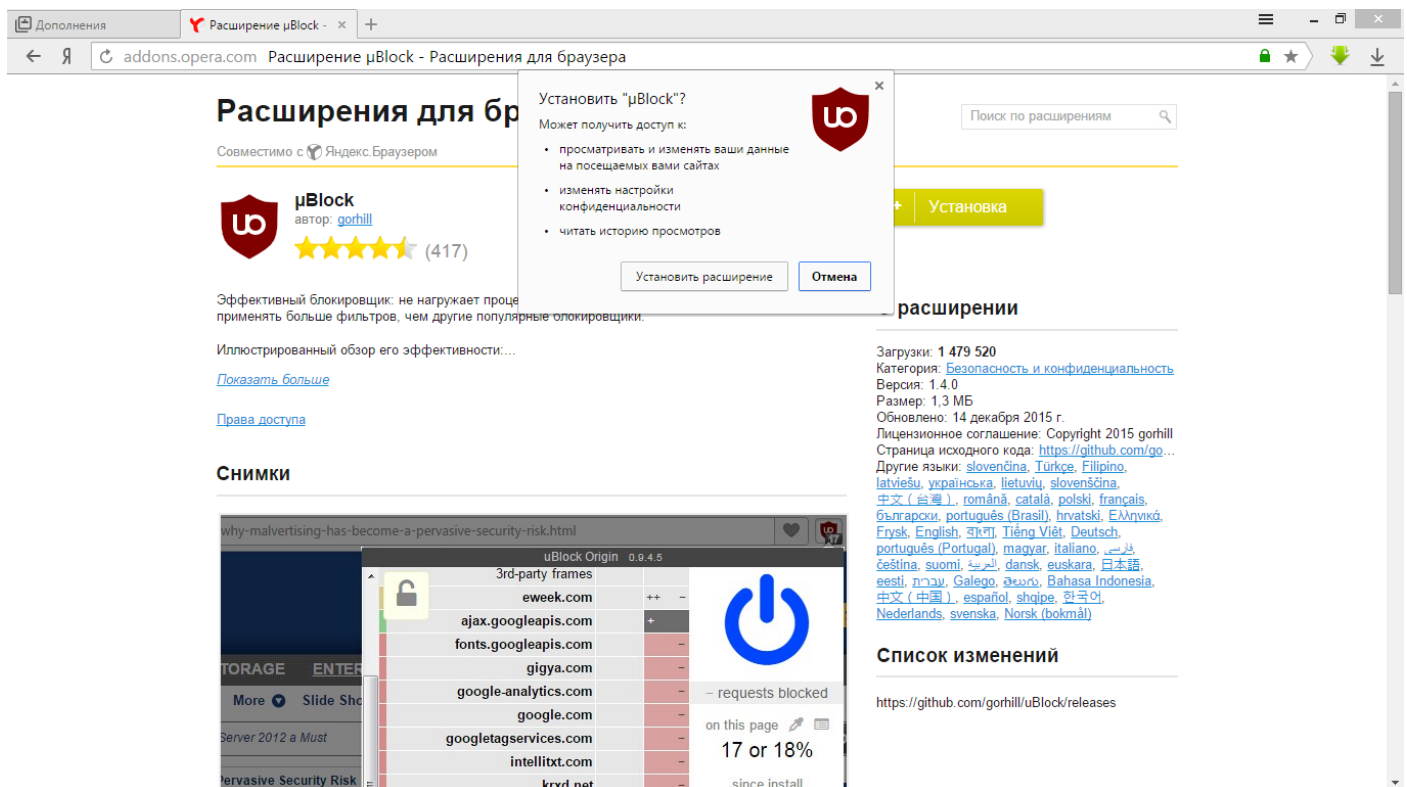 Дополнения
Расширение µBlock - 
addons.opera.com Расширение µBlock - Расширения для браузера
Расширения для бр
Поиск по расширениям
Совместимо с Яндекс.Браузером
Установить "µBlock"?
Может получить доступ к:
• просматривать и изменять ваши данные
на посещаемых вами сайтах
• изменять настройки
конфиденциальности
• читать историю просмотров
Установить расширение
Отмена
µBlock
автор: gorhill
(417)
+ Установка
Эффективный блокировщик: не нагружает проце
применять больше фильтров, чем другие популярные блокировщики.
Иллюстрированный обзор его эффективности:…
Показать больше
Права доступа
Снимки
why-malvertising-has-become-a-pervasive-security-risk.html
17
uBlock Origin 0.9.4.5
3rd-party frames
eweek.com ++ –
ajax.googleapis.com +
fonts.googleapis.com –
gigya.com –
google-analytics.com –
google.com –
googletagservices.com –
intellitxt.com –
krxd.net –
– requests blocked
on this page
17 or 18%
since install
TORAGE ENTER
More Slide Sho
Server 2012 a Must
Pervasive Security Risk
расширении
Загрузки: 1 479 520
Категория: Безопасность и конфиденциальность
Версия: 1.4.0
Размер: 1,3 МБ
Обновлено: 14 декабря 2015 г.
Лицензионное соглашение: Copyright 2015 gorhill
Страница исходного кода: https://github.com/go…
Другие языки: slovenčina, Türkçe, Filipino,
latviešu, українська, lietuvių, slovenščina,
中文（台灣）, română, català, polski, français,
български, português (Brasil), hrvatski, Ελληνικά,
Frysk, English, বাংলা, Tiếng Việt, Deutsch,
português (Portugal), magyar, italiano, فارسی,
čeština, suomi, العربية, dansk, euskara, 日本語,
eesti, עברית, Galego, తెలుగు, Bahasa Indonesia,
中文（中国）, español, shqipe, 한국어,
Nederlands, svenska, Norsk (bokmål)
Список изменений
https://github.com/gorhill/uBlock/releases